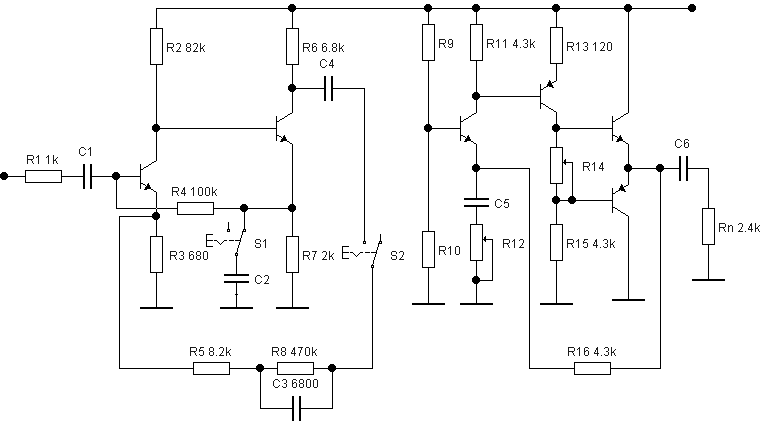 R2 82k
R6 6.8k
C4
R9
R11 4.3k
R13 120
C1
R1 1k
R4 100k
R14
C6
S1
C5
R3 680
C2
R7 2k
S2
R10
R12
R15 4.3k
Rn 2.4k
R5 8.2k
R8 470k
C3 6800
R16 4.3k